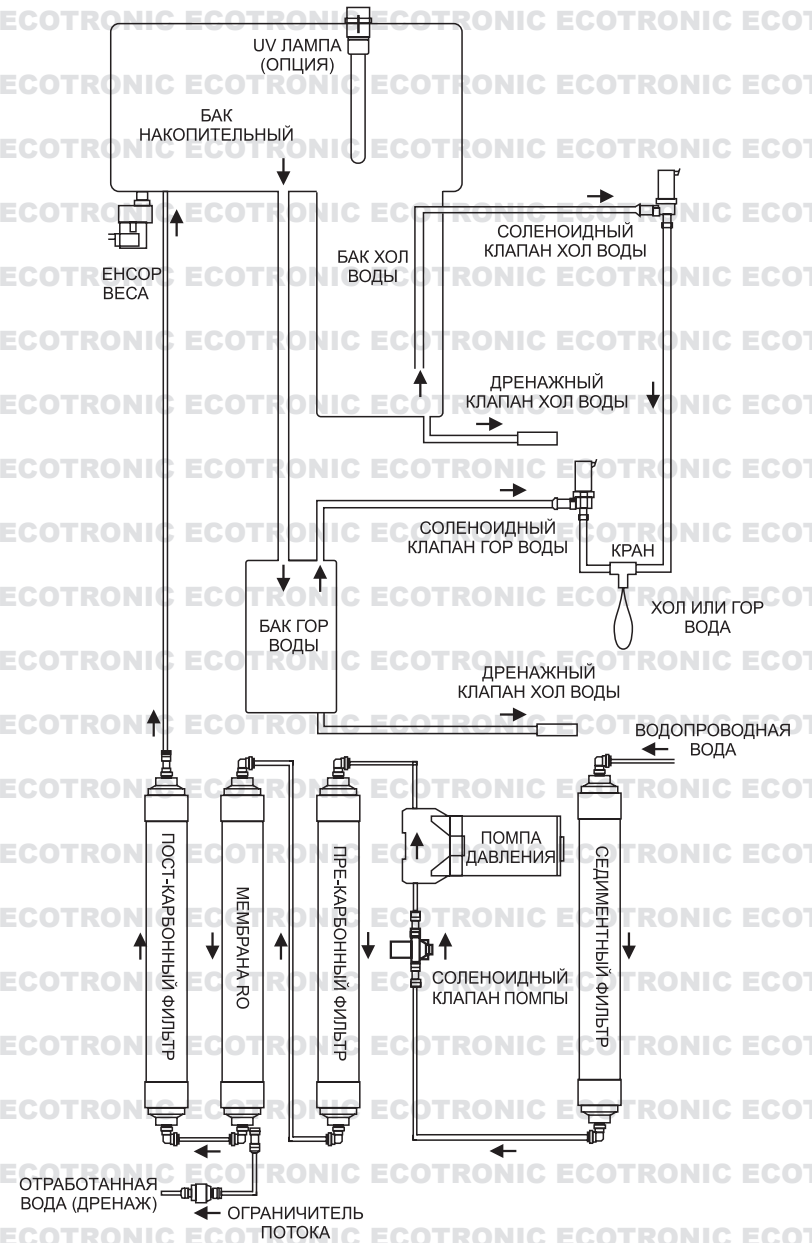 UV ЛАМПА
(ОПЦИЯ)
БАК
НАКОПИТЕЛЬНЫЙ
СОЛЕНОИДНЫЙ
КЛАПАН ХОЛ ВОДЫ
БАК ХОЛ
ВОДЫ
ЕНСОР
ВЕСА
ДРЕНАЖНЫЙ
КЛАПАН ХОЛ ВОДЫ
СОЛЕНОИДНЫЙ
КЛАПАН ГОР ВОДЫ
КРАН
ХОЛ ИЛИ ГОР
ВОДА
БАК ГОР
ВОДЫ
ДРЕНАЖНЫЙ
КЛАПАН ХОЛ ВОДЫ
ВОДОПРОВОДНАЯ
ВОДА
ПОМПА
ДАВЛЕНИЯ
ПОСТ-КАРБОННЫЙ ФИЛЬТР
МЕМБРАНА RO
ПРЕ-КАРБОННЫЙ ФИЛЬТР
СЕДИМЕНТНЫЙ ФИЛЬТР
СОЛЕНОИДНЫЙ
КЛАПАН ПОМПЫ
ОТРАБОТАННАЯ
ВОДА (ДРЕНАЖ)
ОГРАНИЧИТЕЛЬ
ПОТОКА
ECOTRONIC ECOTRONIC ECOTRONIC ECOTRONIC